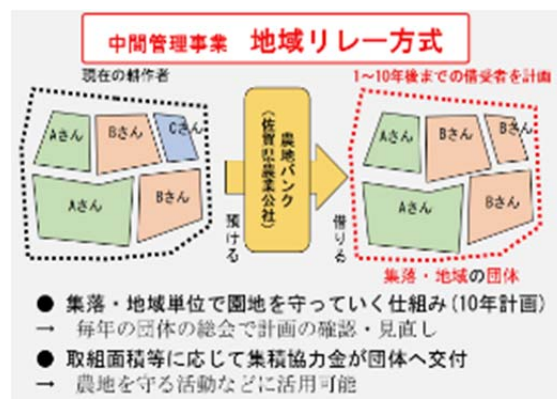 中間管理事業 地域リレー方式
現在の耕作者
1～10年後までの借受者を計画
Aさん
Bさん
Cさん
Aさん
Bさん
預ける
農地バンク
(佐賀県農業公社)
借りる
Aさん
Bさん
Bさん
Aさん
Bさん
集落・地域の団体
● 集落・地域単位で園地を守っていく仕組み(10年計画)
→ 毎年の団体の総会で計画の確認・見直し
● 取組面積等に応じて集積協力金が団体へ交付
→ 農地を守る活動などに活用可能